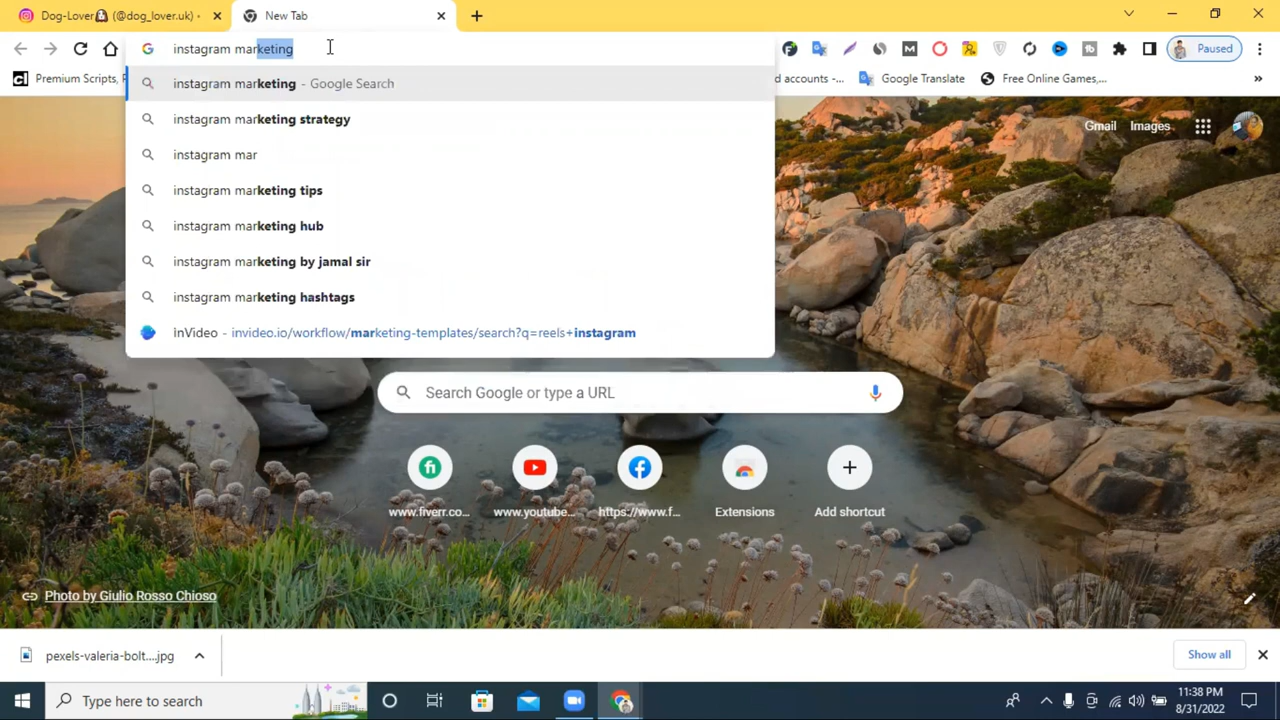 Dog-Lover (@dog_lover.uk) •
New Tab
instagram marketing
Paused
Premium Scripts, P
d accounts -...
Google Translate
Free Online Games,...
»
instagram marketing - Google Search
instagram marketing strategy
instagram mar
instagram marketing tips
instagram marketing hub
instagram marketing by jamal sir
instagram marketing hashtags
inVideo - invideo.io/workflow/marketing-templates/search?q=reels+instagram
Gmail Images
Search Google or type a URL
www.fiverr.co...
www.youtube...
https://www.f...
Extensions
Add shortcut
Photo by Giulio Rosso Chioso
pexels-valeria-bolt....jpg
Show all
Type here to search
11:38 PM
8/31/2022